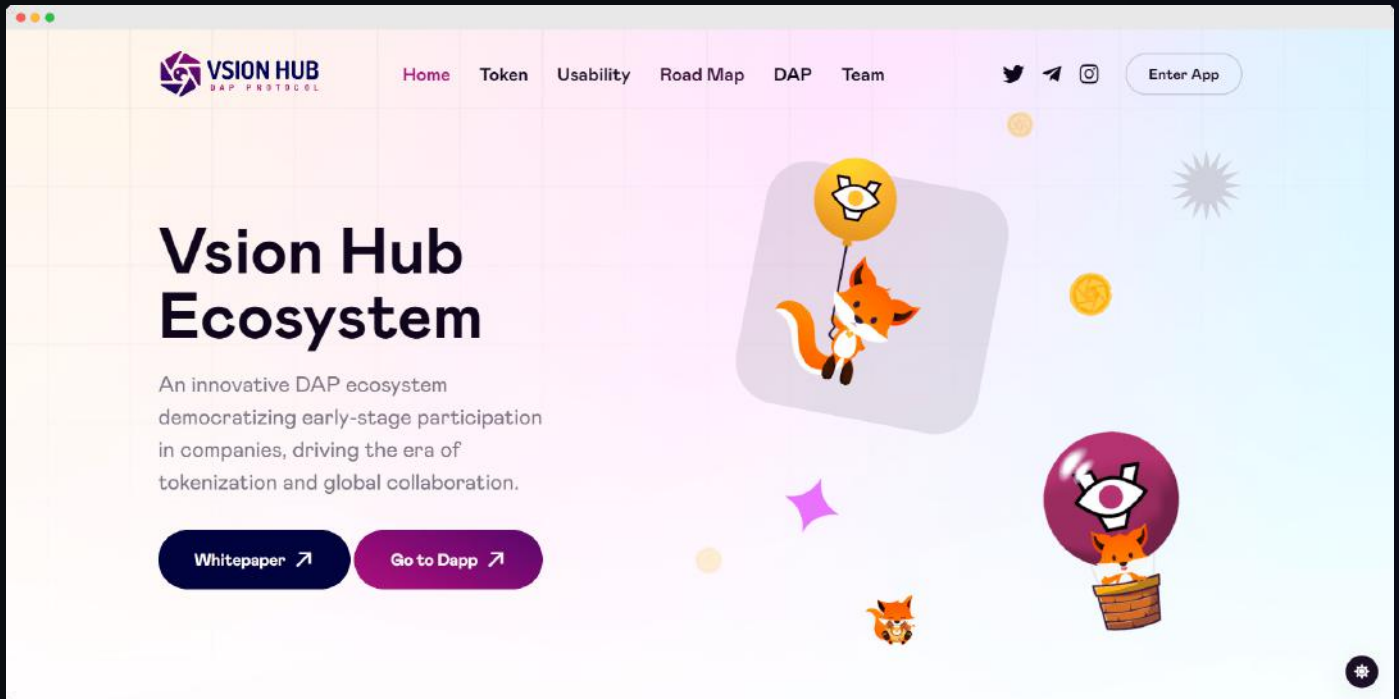 VSION HUB
DAP PROTOCOL
Home Token Usability Road Map DAP Team
Enter App
Vsion Hub
Ecosystem
An innovative DAP ecosystem
democratizing early-stage participation
in companies, driving the era of
tokenization and global collaboration.
Whitepaper
Go to Dapp